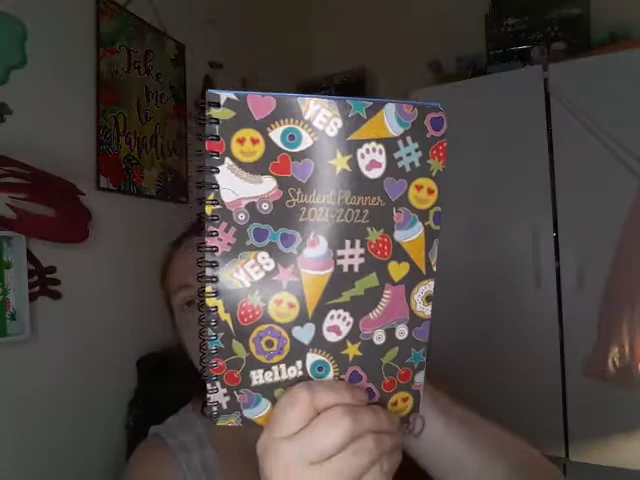 Take
me
to
Paradise
YES
Student Planner
2021-2022
#
#
YES
#
#
Hello!
#